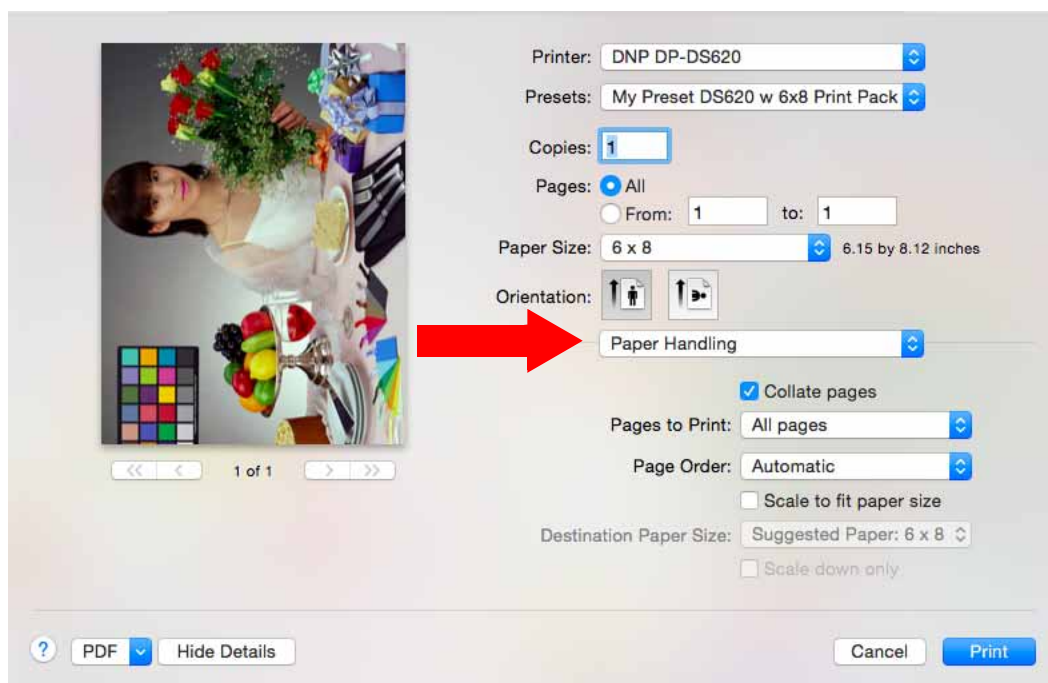 Printer: DNP DP-DS620
Presets: My Preset DS620 w 6x8 Print Pack
Copies: 1
Pages: All
From: 1 to: 1
Paper Size: 6 x 8 6.15 by 8.12 inches
Orientation:
Paper Handling
Collate pages
Pages to Print: All pages
Page Order: Automatic
Scale to fit paper size
Destination Paper Size: Suggested Paper: 6 x 8
Scale down only
<< < 1 of 1 > >>
? PDF Hide Details Cancel Print